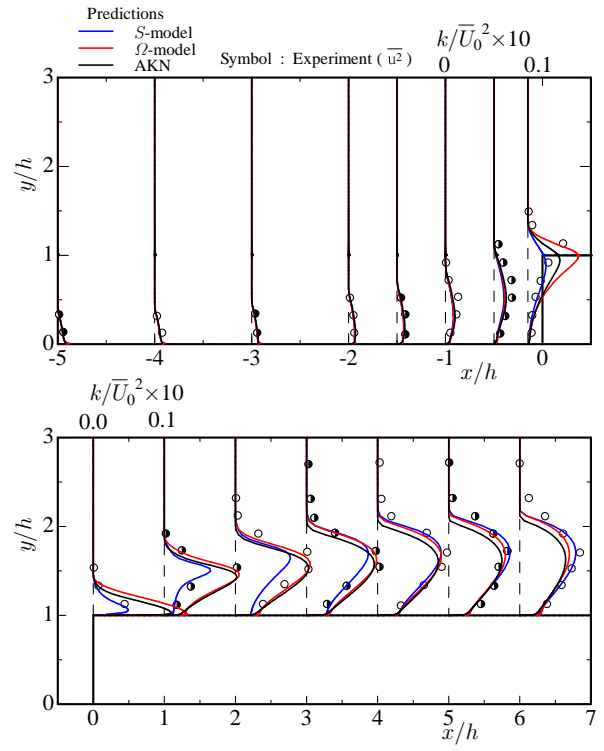 Predictions
S-model
Ω-model
AKN
Symbol : Experiment ( u² )
k/U₀²×10
0 0.1
3
2
1
0
y/h
-5 -4 -3 -2 -1 0
x/h
k/U₀²×10
0.0 0.1
3
2
1
0
y/h
0 1 2 3 4 5 6 7
x/h